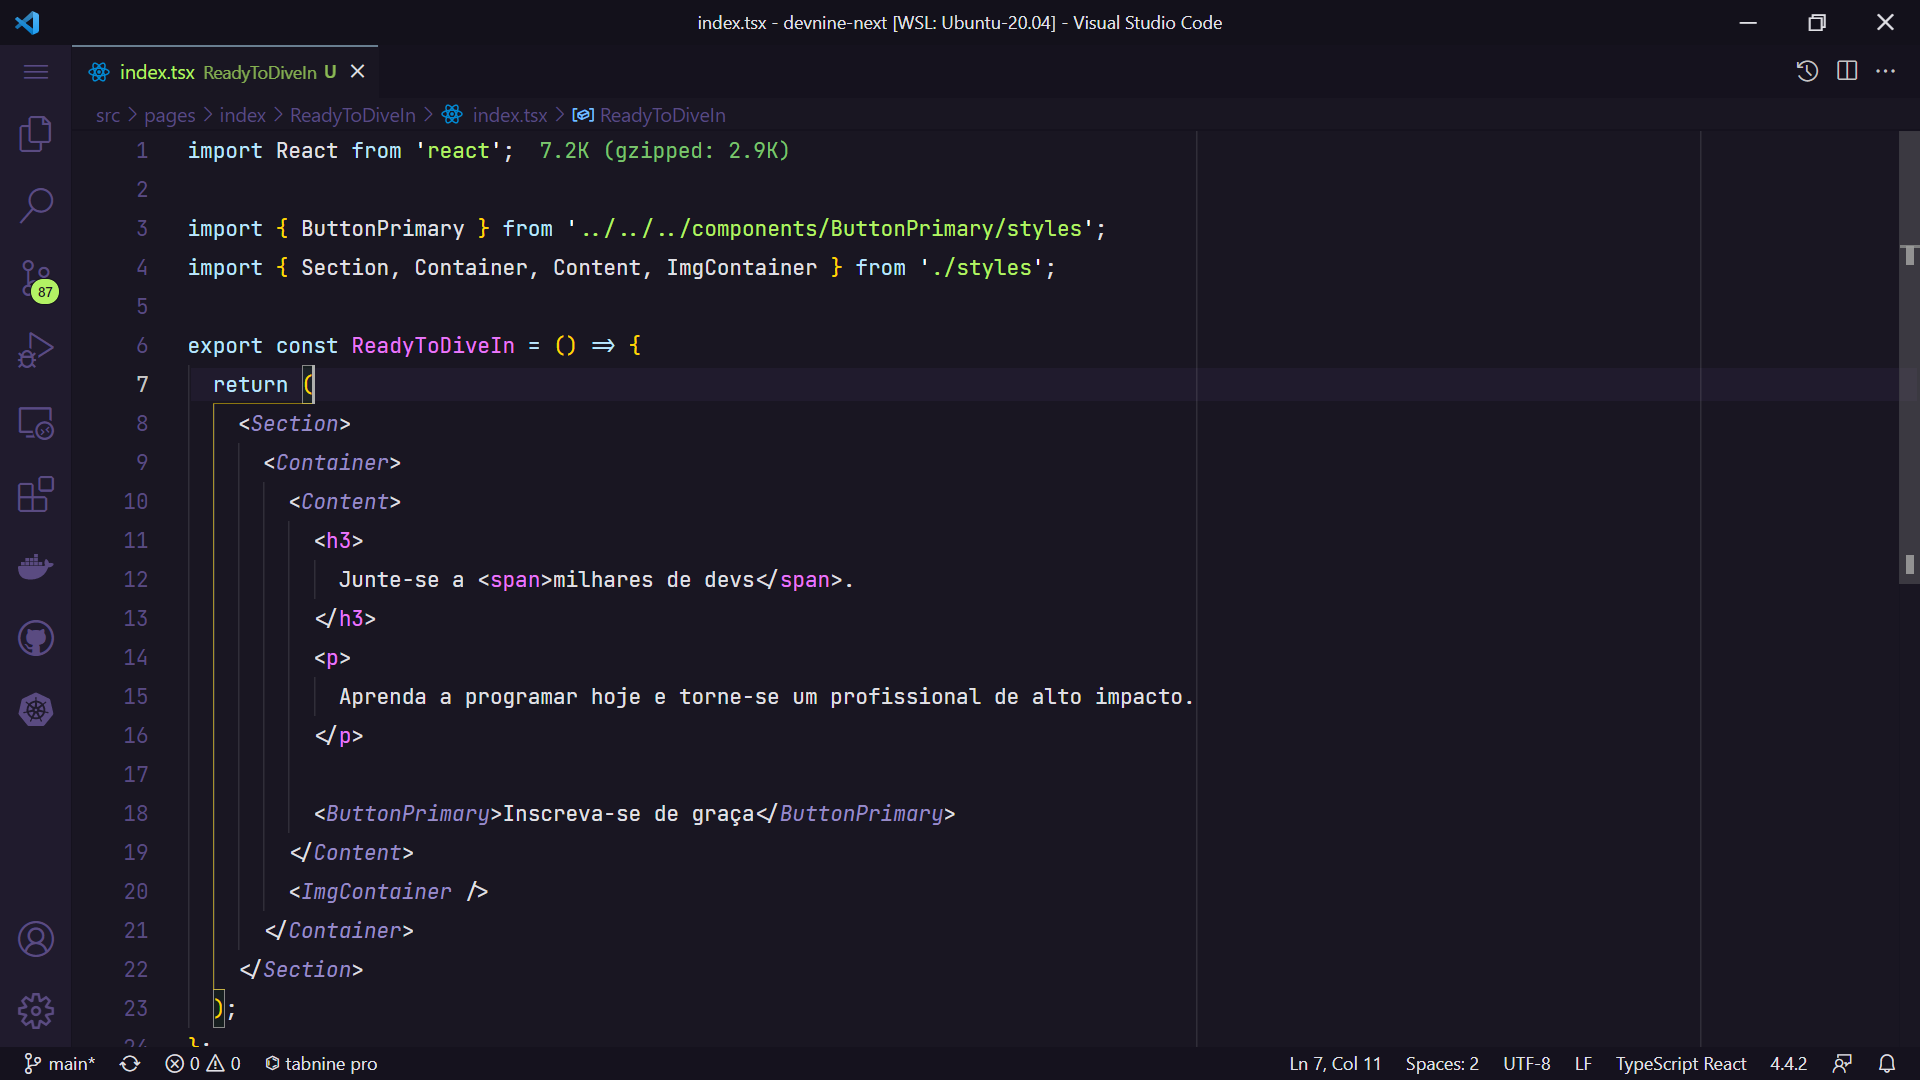 index.tsx - devnine-next [WSL: Ubuntu-20.04] - Visual Studio Code
index.tsx ReadyToDiveIn U
src > pages > index > ReadyToDiveIn > index.tsx > ReadyToDiveIn
1 import React from 'react'; 7.2K (gzipped: 2.9K)
2
3 import { ButtonPrimary } from '../../../components/ButtonPrimary/styles';
4 import { Section, Container, Content, ImgContainer } from './styles';
5
6 export const ReadyToDiveIn = () => {
7 return (
8 <Section>
9 <Container>
10 <Content>
11 <h3>
12 Junte-se a <span>milhares de devs</span>.
13 </h3>
14 <p>
15 Aprenda a programar hoje e torne-se um profissional de alto impacto.
16 </p>
17
18 <ButtonPrimary>Inscreva-se de graça</ButtonPrimary>
19 </Content>
20 <ImgContainer />
21 </Container>
22 </Section>
23 );
24 };
87
main* 0 0 tabnine pro Ln 7, Col 11 Spaces: 2 UTF-8 LF TypeScript React 4.4.2